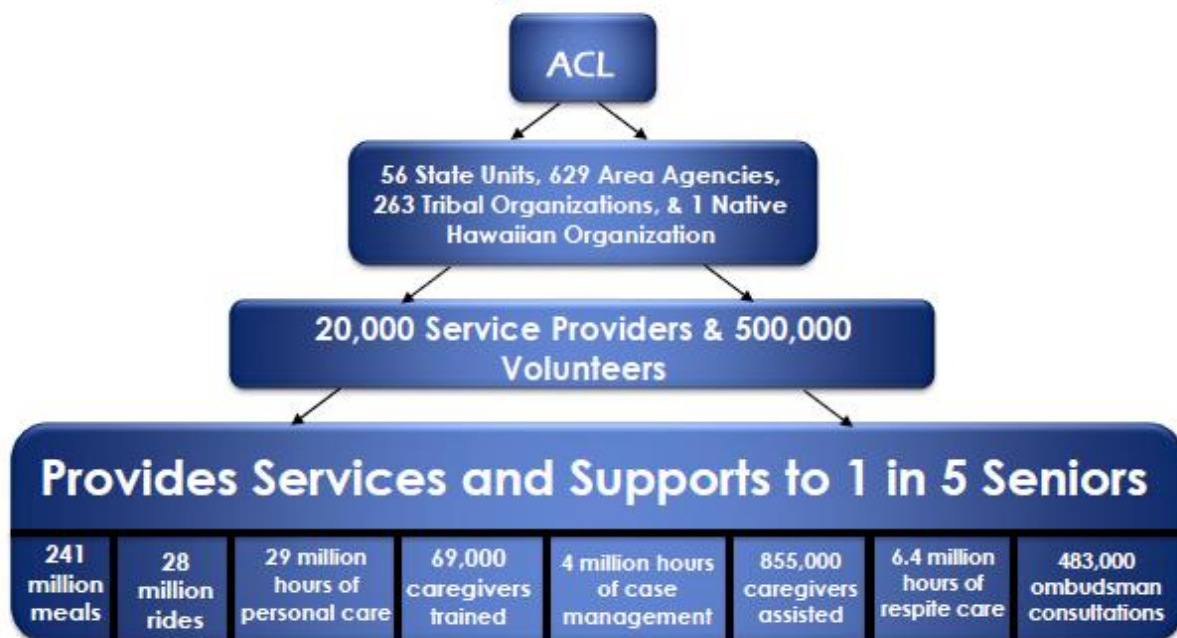 ACL
56 State Units, 629 Area Agencies,
263 Tribal Organizations, & 1 Native
Hawaiian Organization
20,000 Service Providers & 500,000
Volunteers
Provides Services and Supports to 1 in 5 Seniors
241
million
meals
28
million
rides
29 million
hours of
personal care
69,000
caregivers
trained
4 million hours
of case
management
855,000
caregivers
assisted
6.4 million
hours of
respite care
483,000
ombudsman
consultations